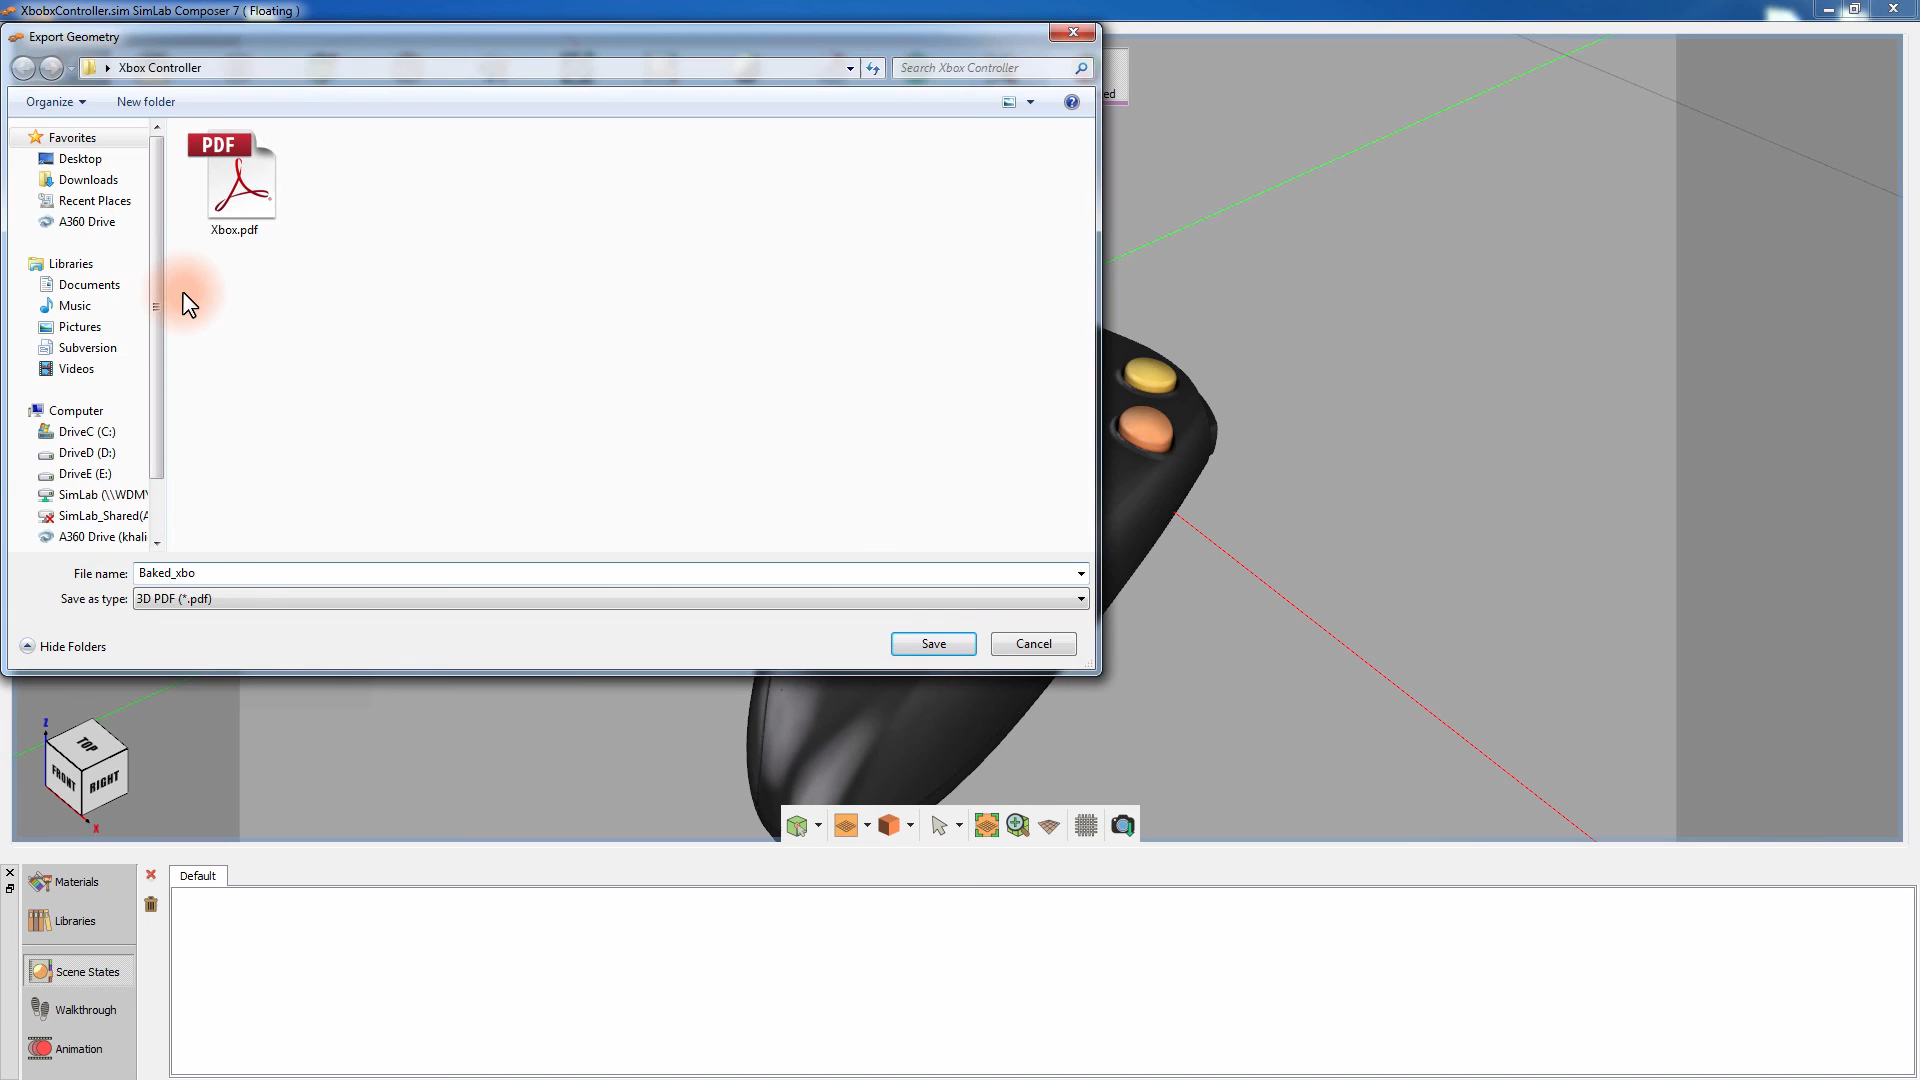 XbobxController.sim SimLab Composer 7 ( Floating )
Export Geometry
Xbox Controller
Search Xbox Controller
Organize
New folder
ed
Favorites
Desktop
Downloads
Recent Places
A360 Drive
Libraries
Documents
Music
Pictures
Subversion
Videos
Computer
DriveC (C:)
DriveD (D:)
DriveE (E:)
SimLab (\\WDMY
SimLab_Shared(A
A360 Drive (khali
PDF
Xbox.pdf
File name: Baked_xbo
Save as type: 3D PDF (*.pdf)
Hide Folders
Save
Cancel
Z
TOP
FRONT
RIGHT
X
Materials
Libraries
Scene States
Walkthrough
Animation
Default